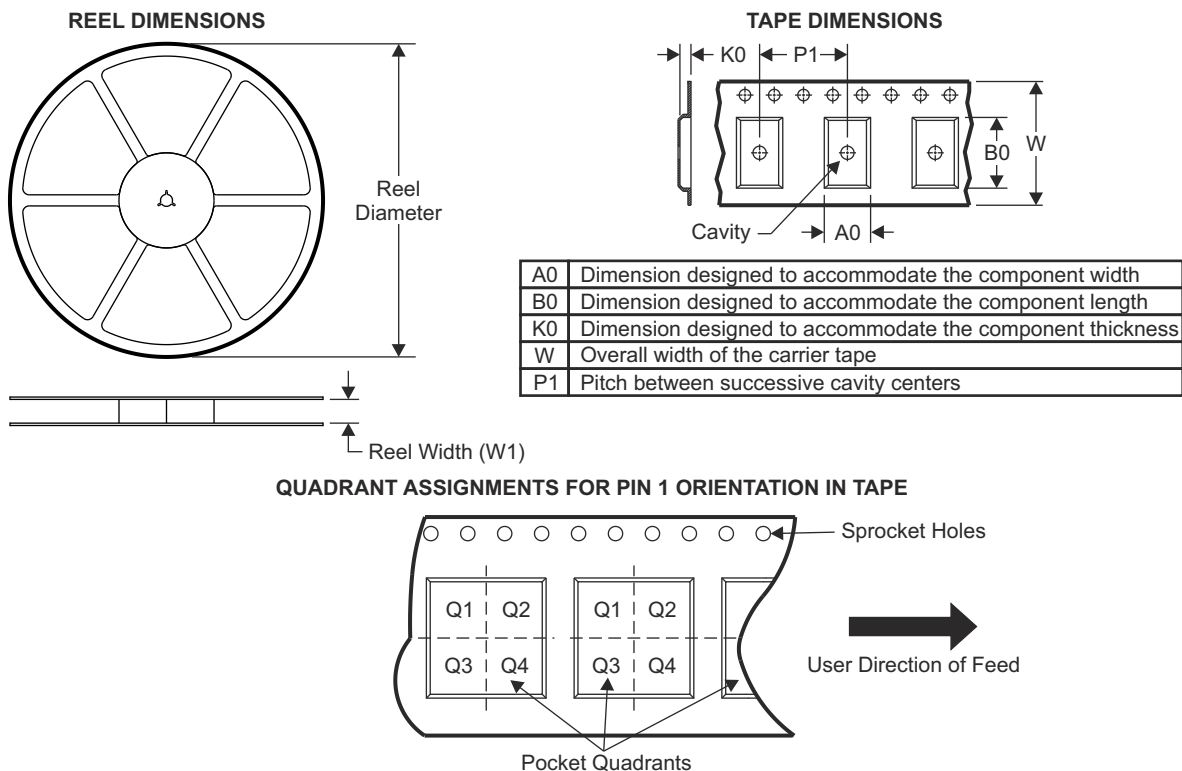 REEL DIMENSIONS
Reel
Diameter
Reel Width (W1)
TAPE DIMENSIONS
K0
P1
B0
W
Cavity
A0
A0 Dimension designed to accommodate the component width
B0 Dimension designed to accommodate the component length
K0 Dimension designed to accommodate the component thickness
W Overall width of the carrier tape
P1 Pitch between successive cavity centers
QUADRANT ASSIGNMENTS FOR PIN 1 ORIENTATION IN TAPE
Sprocket Holes
Q1 Q2 Q1 Q2
Q3 Q4 Q3 Q4
User Direction of Feed
Pocket Quadrants